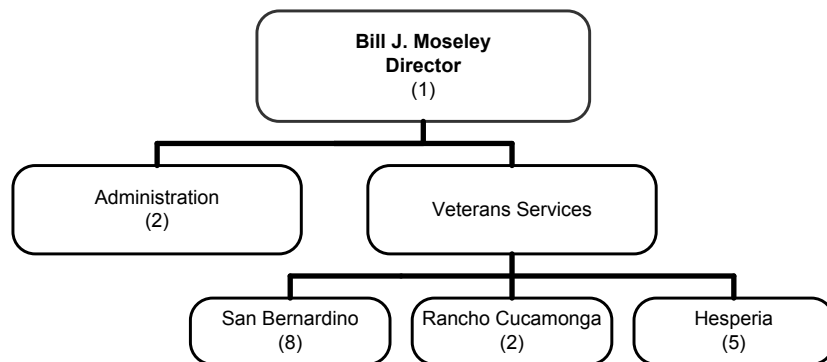 Bill J. Moseley
Director
(1)
Administration
(2)
Veterans Services
San Bernardino
(8)
Rancho Cucamonga
(2)
Hesperia
(5)